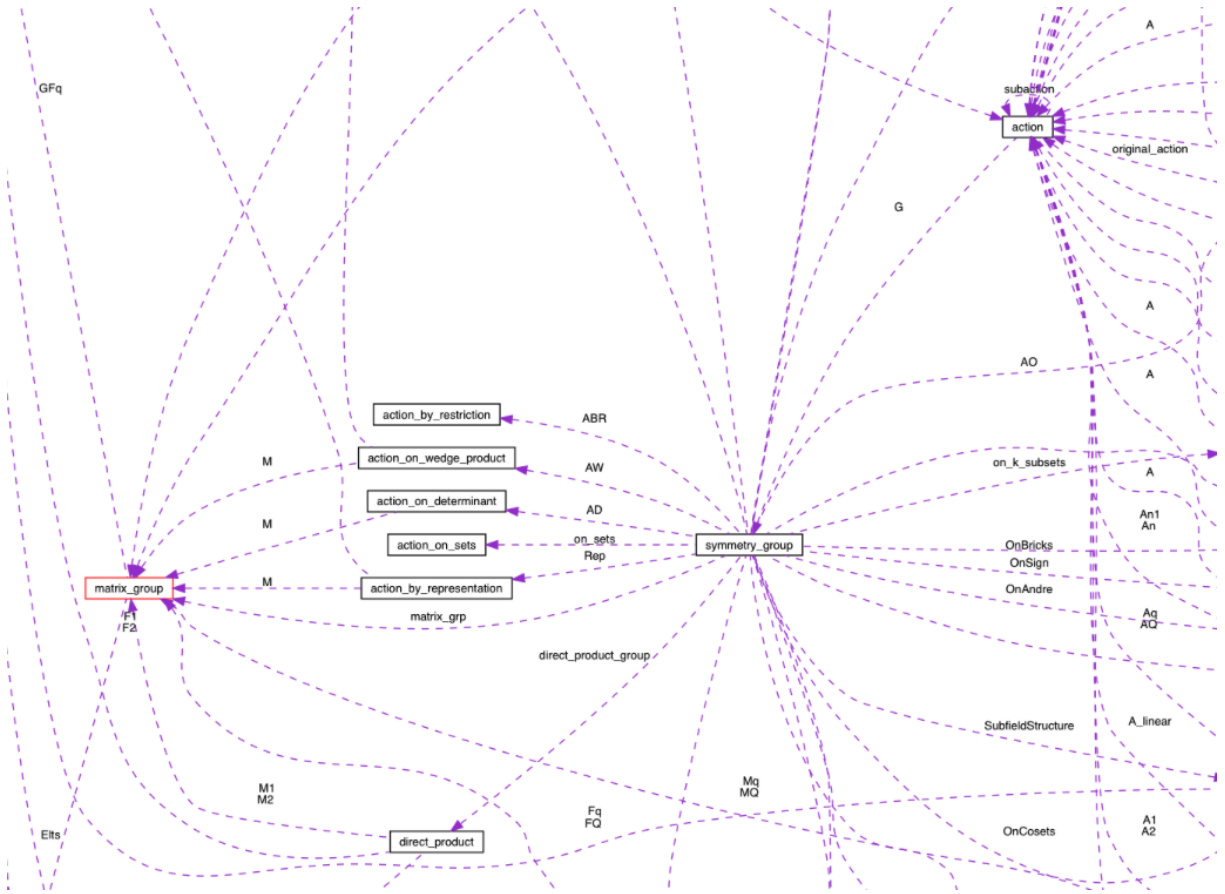 A
GFq
subaction
action
original_action
G
A
AO
A
action_by_restriction
ABR
action_on_wedge_product
M
AW
on_k_subsets
A
action_on_determinant
AD
M
An1
An
action_on_sets
on_sets
symmetry_group
OnBricks
Rep
OnSign
matrix_group
M
action_by_representation
OnAndre
F1
F2
matrix_grp
Aq
AQ
direct_product_group
SubfieldStructure
A_linear
M1
M2
Mq
MQ
Fq
FQ
Elts
direct_product
OnCosets
A1
A2